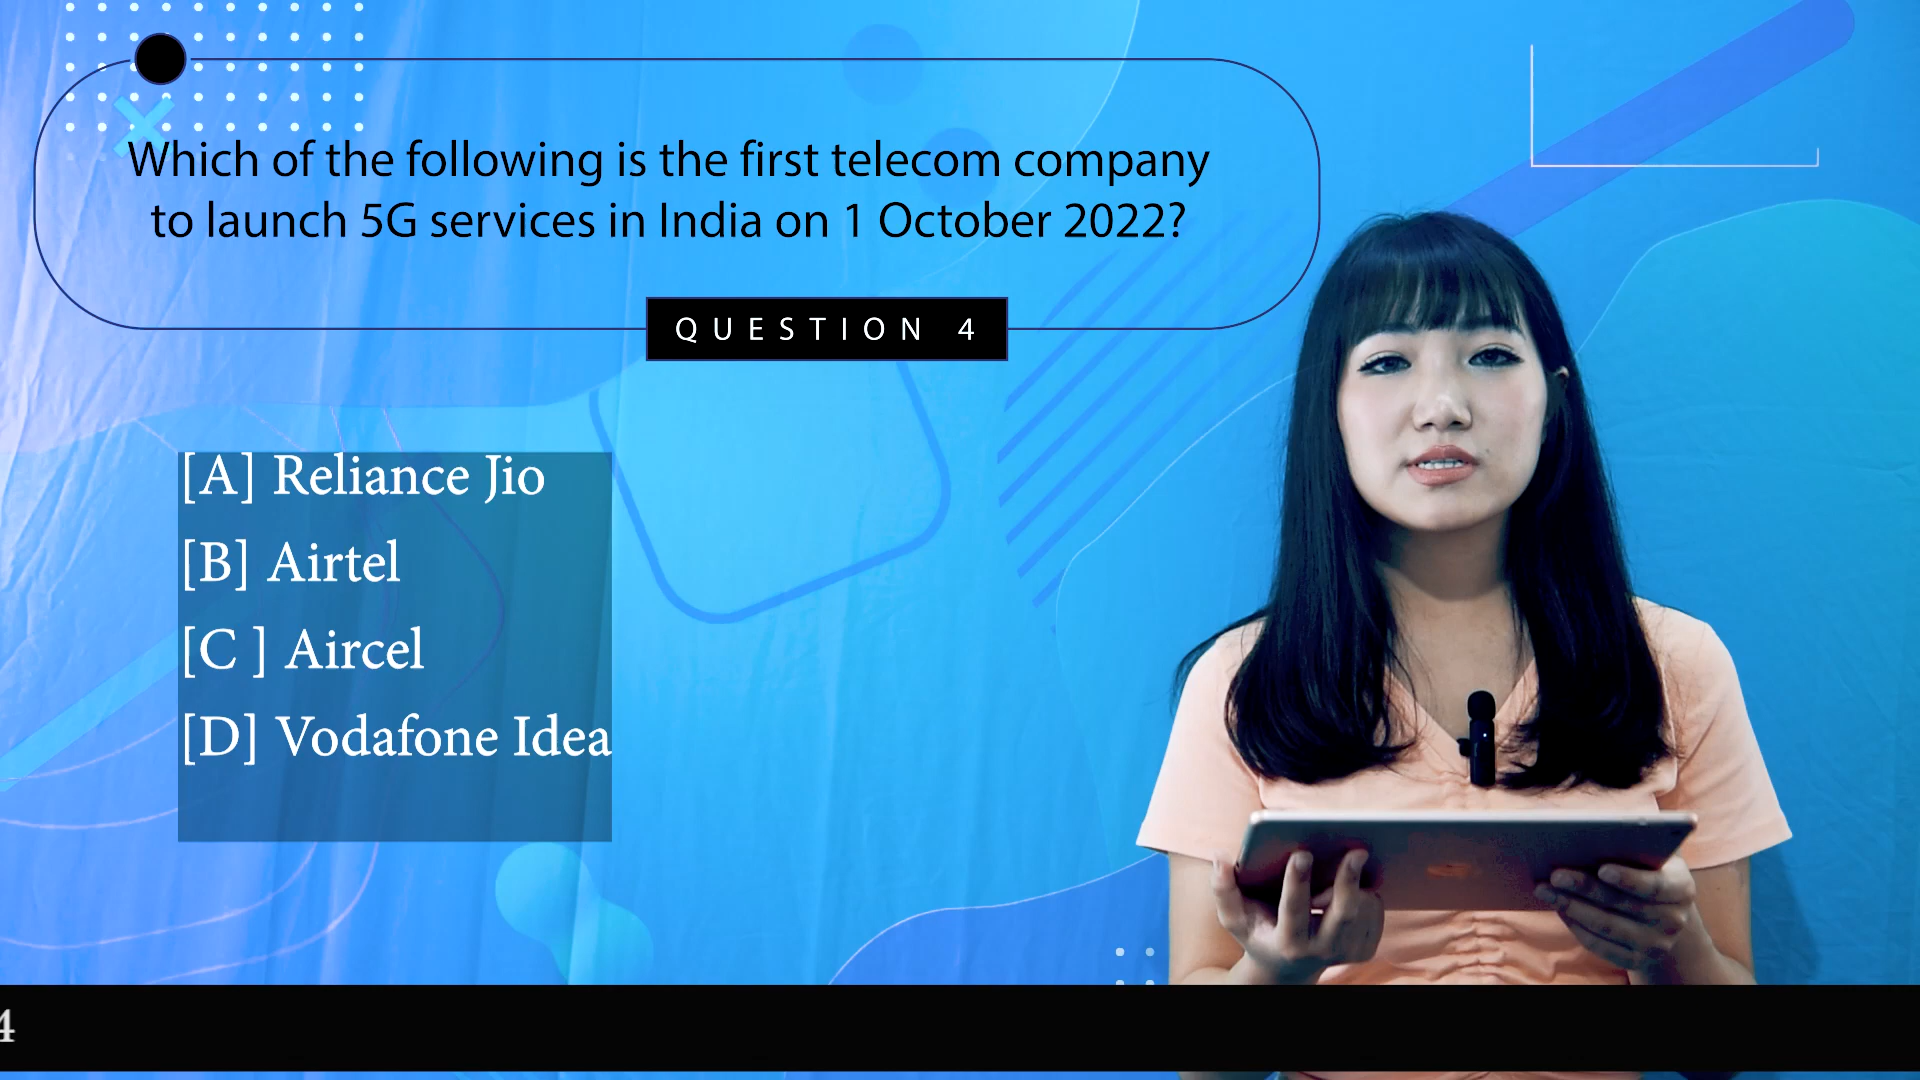 Which of the following is the first telecom company
to launch 5G services in India on 1 October 2022?
QUESTION 4
[A] Reliance Jio
[B] Airtel
[C ] Aircel
[D] Vodafone Idea
4